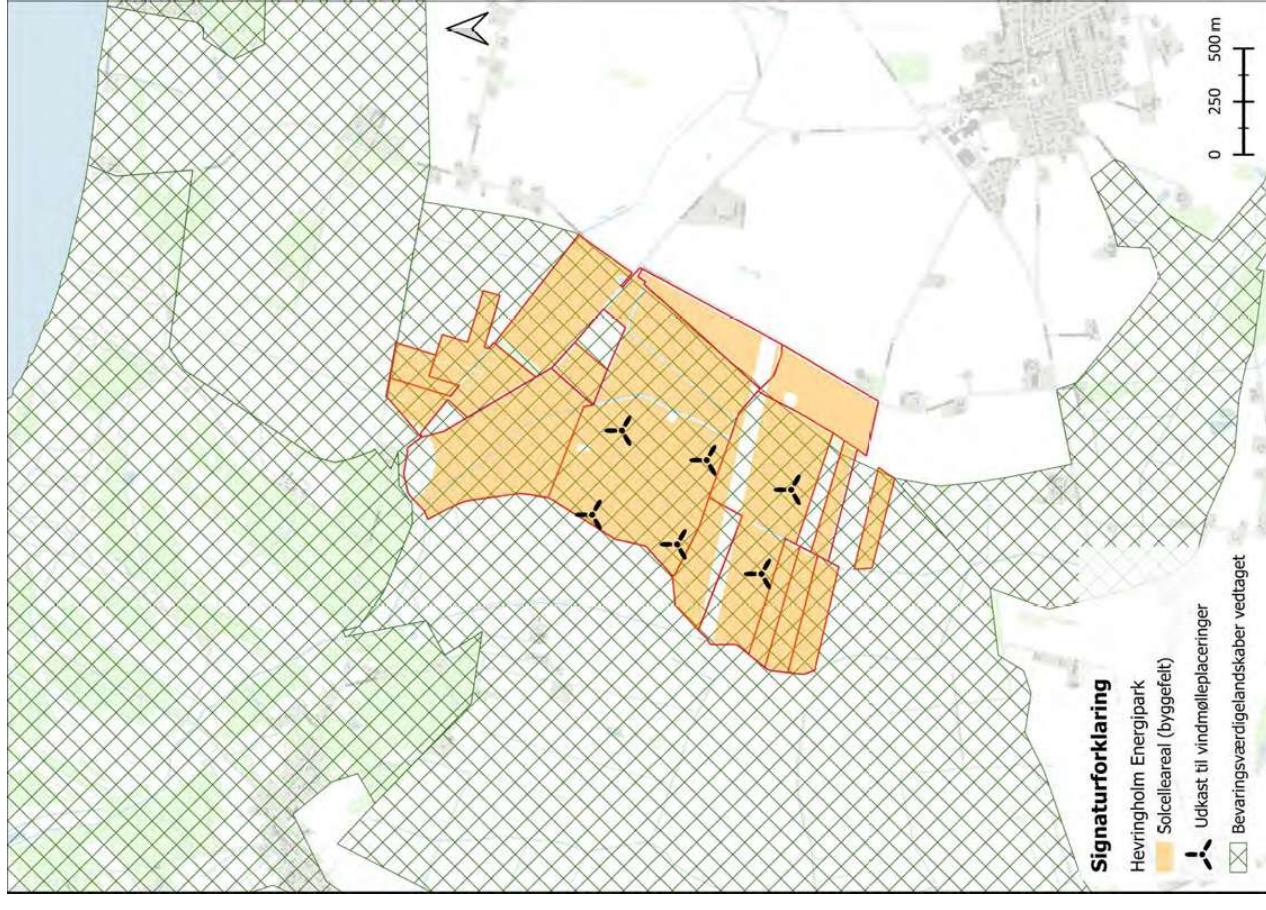 Signaturforklaring
Hevringholm Energipark
Solcelleareal (byggefelt)
Udkast til vindmølleplaceringer
Bevaringsværdigelandskaber vedtaget
0 250 500 m